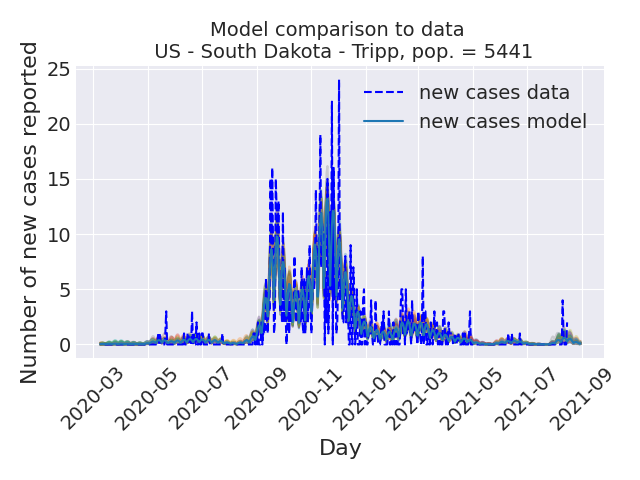 Model comparison to data
US - South Dakota - Tripp, pop. = 5441
Number of new cases reported
25
20
15
10
5
0
new cases data
new cases model
2020-03
2020-05
2020-07
2020-09
2020-11
2021-01
2021-03
2021-05
2021-07
2021-09
Day